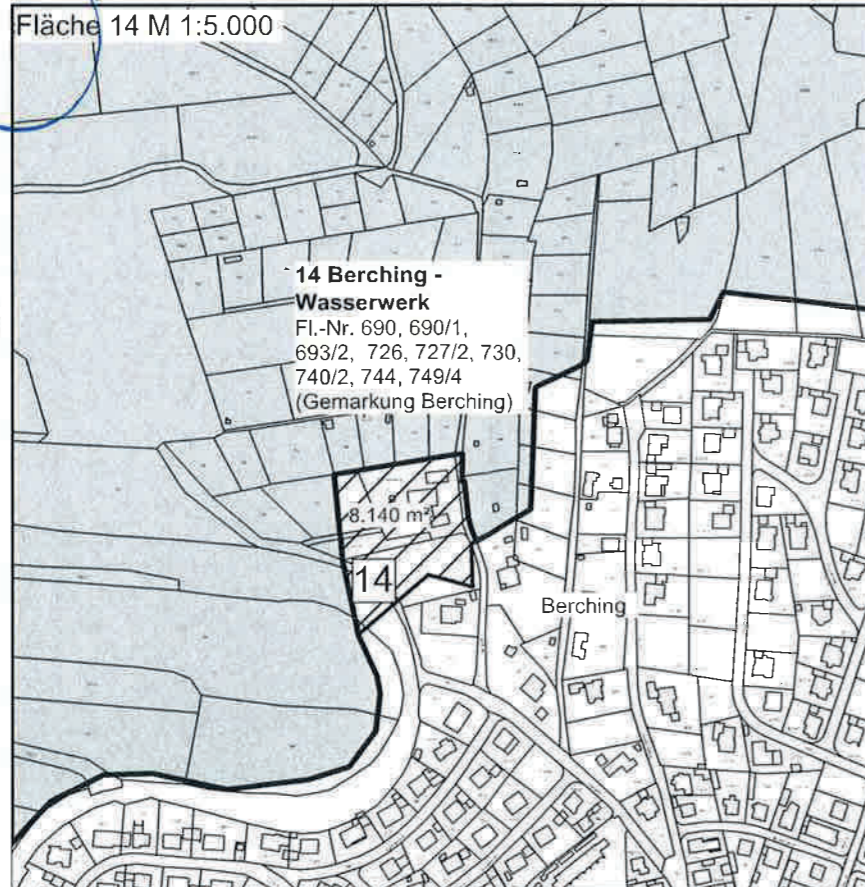 Fläche 14 M 1:5.000
14 Berching -
Wasserwerk
Fl.-Nr. 690, 690/1,
693/2, 726, 727/2, 730,
740/2, 744, 749/4
(Gemarkung Berching)
8.140 m²
14
Berching